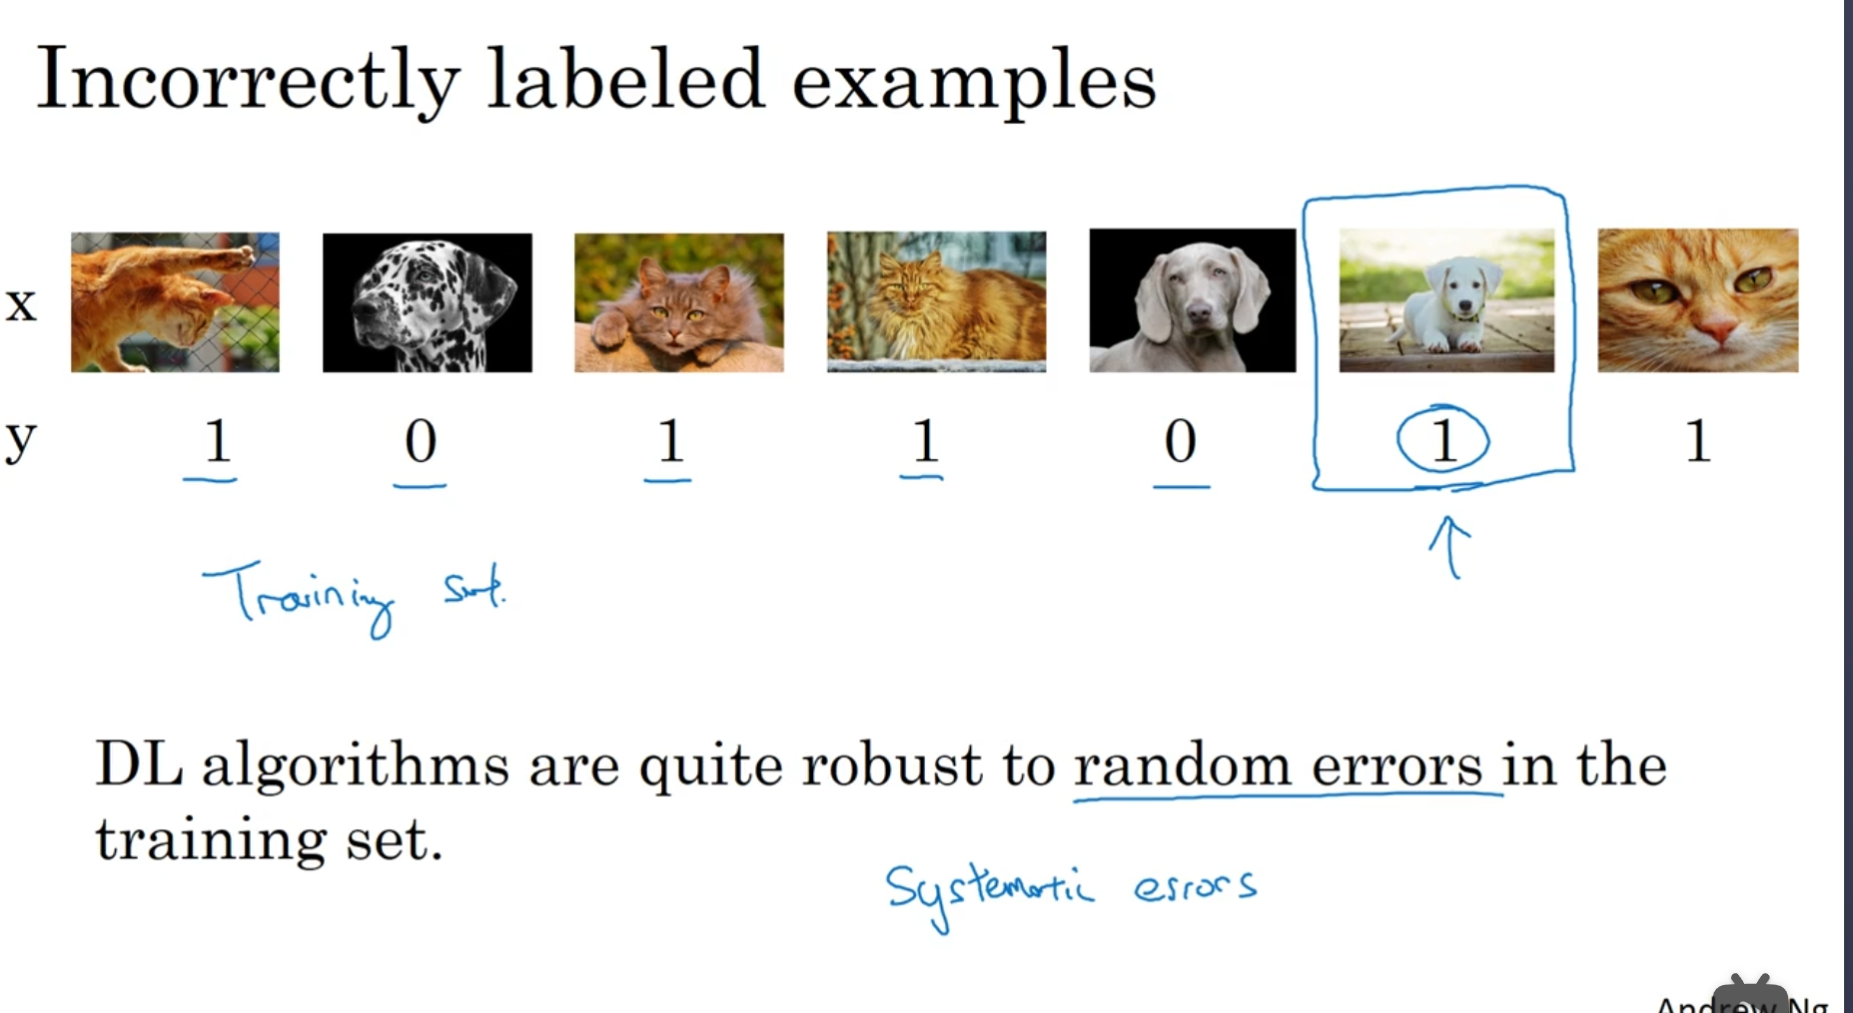 Incorrectly labeled examples
x
y 1 0 1 1 0 1 1
Training set.
DL algorithms are quite robust to random errors in the
training set.
Systematic errors
Andrew Ng